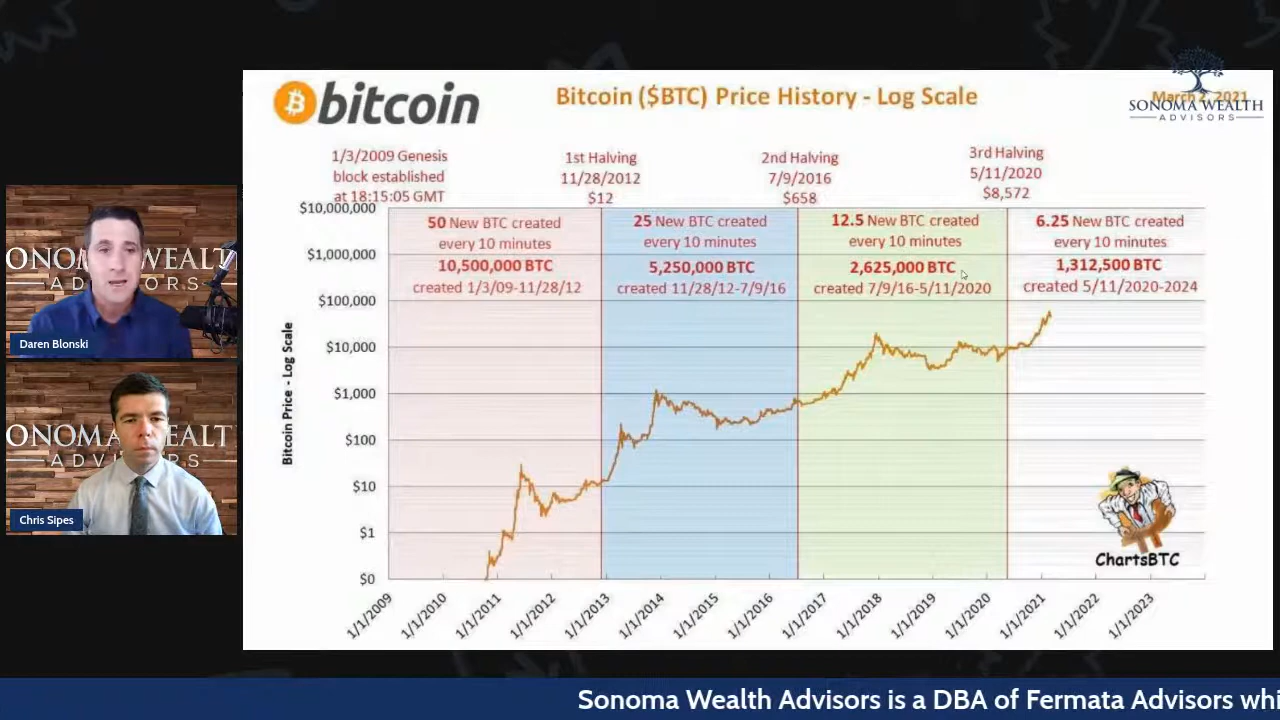 bitcoin
Bitcoin ($BTC) Price History - Log Scale
March 2, 2021
SONOMA WEALTH
ADVISORS
1/3/2009 Genesis
block established
at 18:15:05 GMT
1st Halving
11/28/2012
$12
2nd Halving
7/9/2016
$658
3rd Halving
5/11/2020
$8,572
50 New BTC created
every 10 minutes
10,500,000 BTC
created 1/3/09-11/28/12
25 New BTC created
every 10 minutes
5,250,000 BTC
created 11/28/12-7/9/16
12.5 New BTC created
every 10 minutes
2,625,000 BTC
created 7/9/16-5/11/2020
6.25 New BTC created
every 10 minutes
1,312,500 BTC
created 5/11/2020-2024
Bitcoin Price - Log Scale
$10,000,000
$1,000,000
$100,000
$10,000
$1,000
$100
$10
$1
$0
1/1/2009
1/1/2010
1/1/2011
1/1/2012
1/1/2013
1/1/2014
1/1/2015
1/1/2016
1/1/2017
1/1/2018
1/1/2019
1/1/2020
1/1/2021
1/1/2022
1/1/2023
ChartsBTC
ONOMA WEALT
ADVISORS
Daren Blonski
ONOMA WEALT
ADVISORS
Chris Sipes
Sonoma Wealth Advisors is a DBA of Fermata Advisors whi